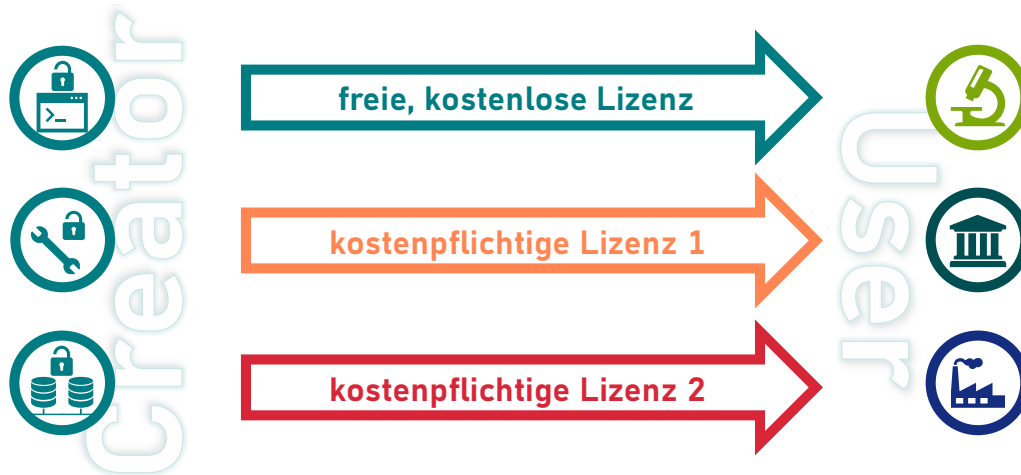 Creator
freie, kostenlose Lizenz
kostenpflichtige Lizenz 1
kostenpflichtige Lizenz 2
User